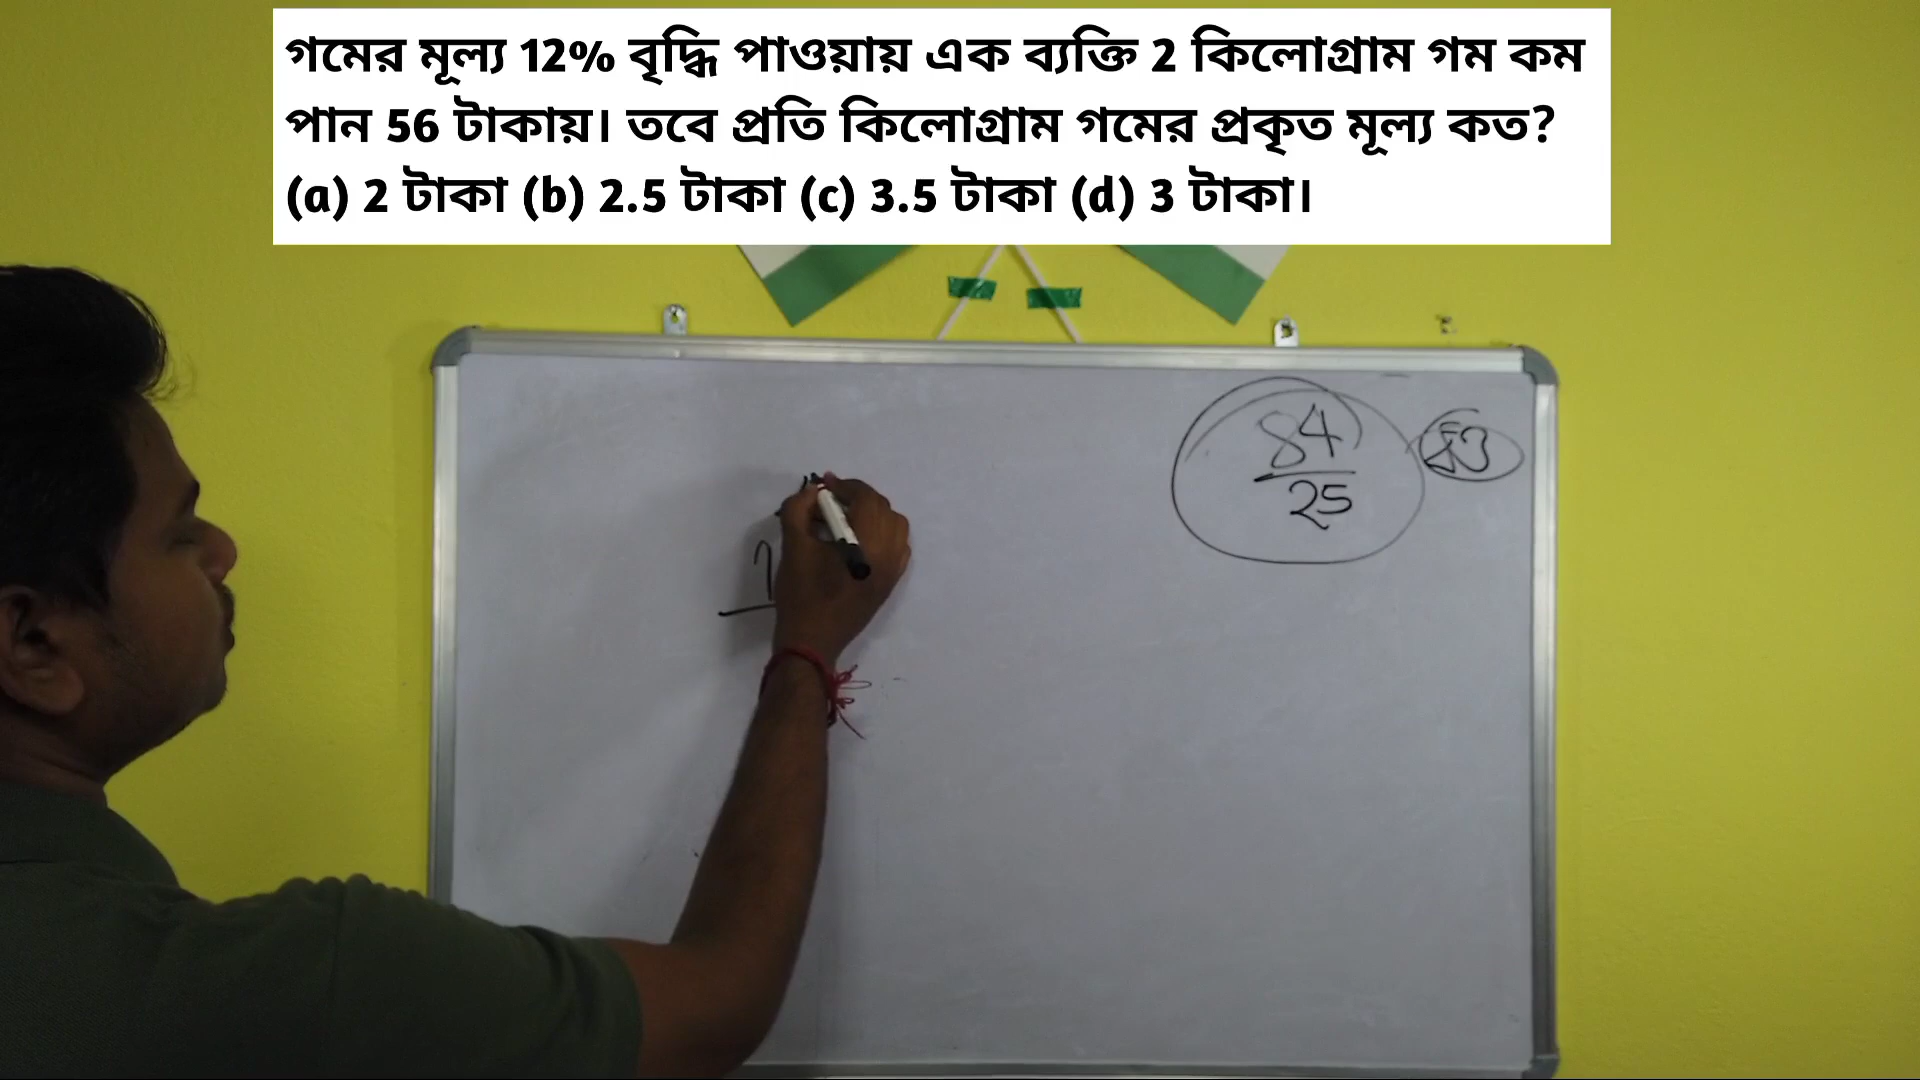 গমের মূল্য 12% বৃদ্ধি পাওয়ায় এক ব্যক্তি 2 কিলোগ্রাম গম কম
পান 56 টাকায়। তবে প্রতি কিলোগ্রাম গমের প্রকৃত মূল্য কত?
(a) 2 টাকা (b) 2.5 টাকা (c) 3.5 টাকা (d) 3 টাকা।
84
25